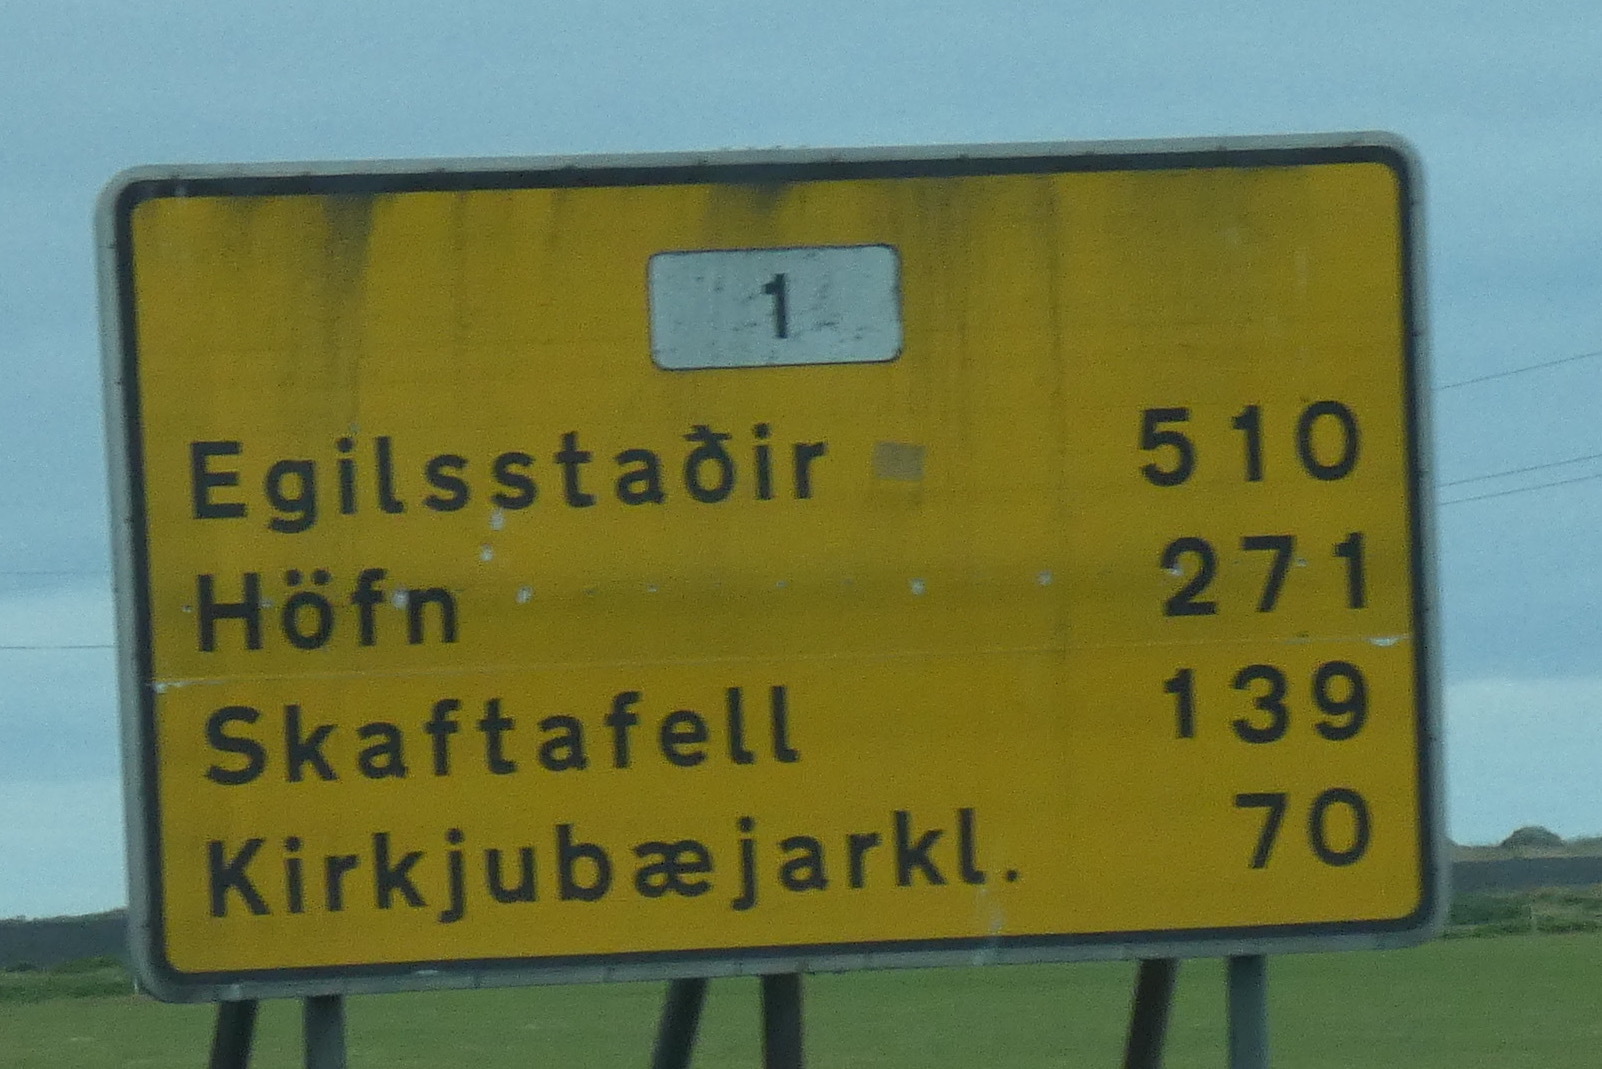 1
Egilsstaðir 510
Höfn 271
Skaftafell 139
Kirkjubæjarkl. 70